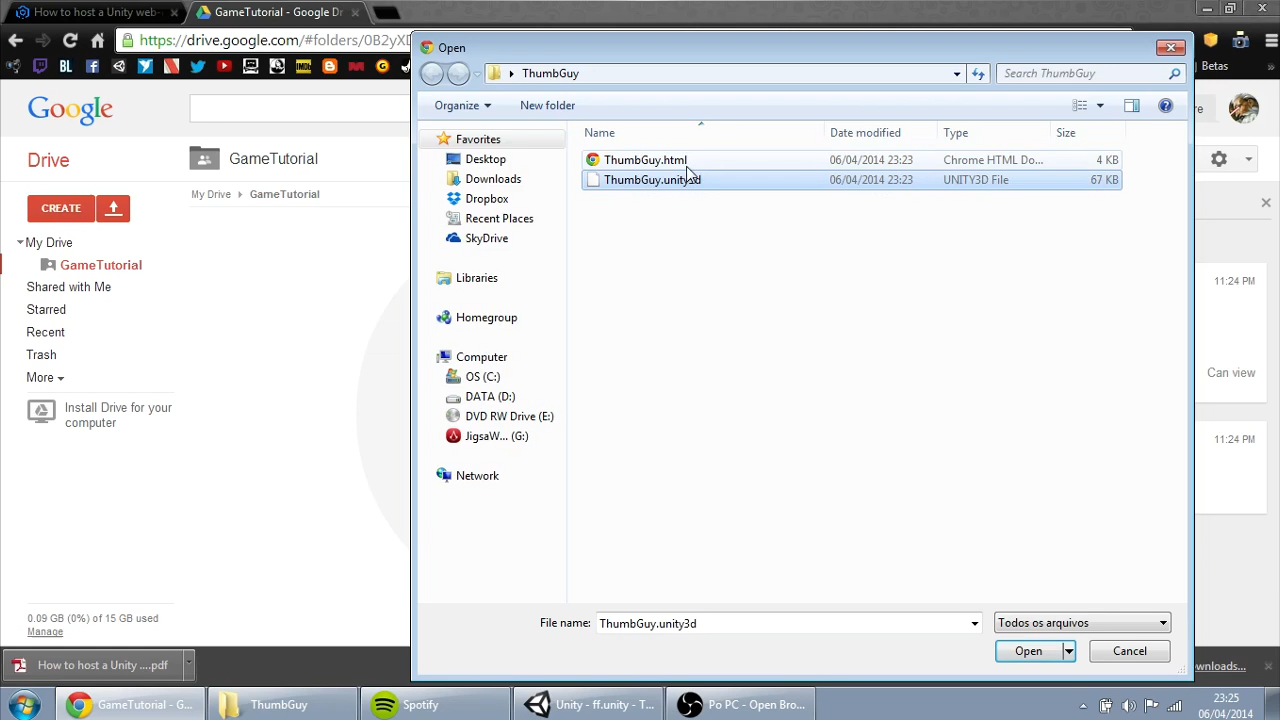 How to host a Unity web-
GameTutorial - Google Dr
https://drive.google.com/#folders/0B2yX
BL
IMDb
G
Betas
Google
Drive
GameTutorial
CREATE
My Drive
GameTutorial
My Drive
GameTutorial
Shared with Me
Starred
Recent
Trash
More
Install Drive for your
computer
0.09 GB (0%) of 15 GB used
Manage
11:24 PM
Can view
11:24 PM
Open
ThumbGuy
Search ThumbGuy
Organize
New folder
Favorites
Desktop
Downloads
Dropbox
Recent Places
SkyDrive
Libraries
Homegroup
Computer
OS (C:)
DATA (D:)
DVD RW Drive (E:)
JigsaW... (G:)
Network
Name Date modified Type Size
ThumbGuy.html 06/04/2014 23:23 Chrome HTML Do... 4 KB
ThumbGuy.unity3d 06/04/2014 23:23 UNITY3D File 67 KB
File name: ThumbGuy.unity3d Todos os arquivos
Open Cancel
How to host a Unity ....pdf
ownloads...
GameTutorial - G...
ThumbGuy
Spotify
Unity - ff.unity - T...
Po PC - Open Bro...
23:25
06/04/2014